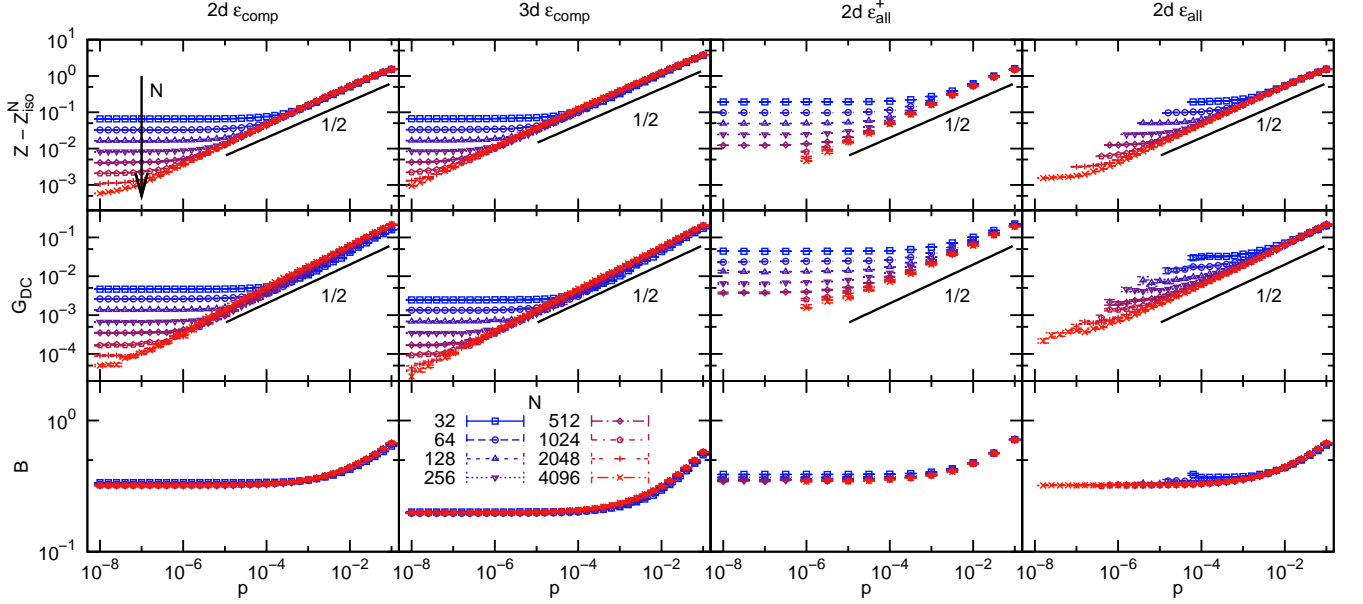 2d ε_comp 3d ε_comp 2d ε_all^+ 2d ε_all
Z − Z_iso^N
10^1
10^0
10^-1
10^-2
10^-3
N
1/2 1/2 1/2 1/2
G_DC
10^-1
10^-2
10^-3
10^-4
1/2 1/2 1/2 1/2
B
10^0
10^-1
N
32 512
64 1024
128 2048
256 4096
10^-8 10^-6 10^-4 10^-2 10^-8 10^-6 10^-4 10^-2 10^-8 10^-6 10^-4 10^-2 10^-8 10^-6 10^-4 10^-2
p p p p